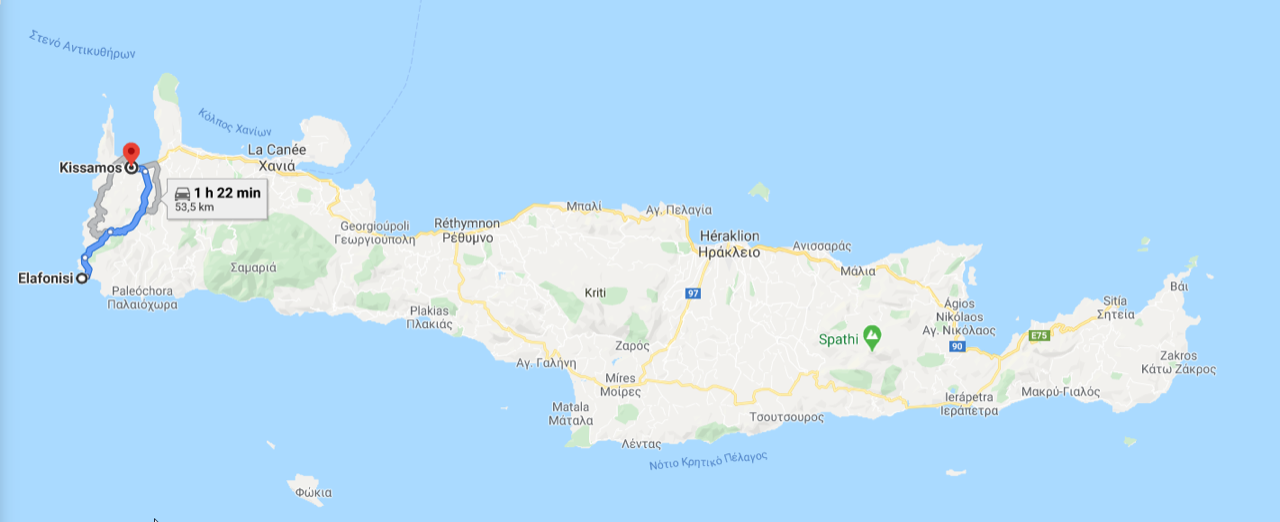 Στενό Αντικυθήρων
Κόλπος Χανίων
La Canée
Χανιά
Kissamos
1 h 22 min
53,5 km
Elafonisi
Paleóchora
Παλαιόχωρα
Σαμαριά
Georgioúpoli
Γεωργιούπολη
Réthymnon
Ρέθυμνο
Μπαλί
Αγ. Πελαγία
Héraklion
Ηράκλειο
Ανισσαράς
Μάλια
Plakias
Πλακιάς
Kriti
97
Αγ. Γαλήνη
Ζαρός
Míres
Μοίρες
Matala
Μάταλα
Λέντας
Spathi
Τσουτσουρος
Ágios
Nikólaos
Αγ. Νικόλαος
90
E75
Sitía
Σητεία
Βάι
Zakros
Κάτω Ζάκρος
Ierápetra
Ιεράπετρα
Μακρύ-Γιαλός
Νότιο Κρητικό Πέλαγος
Φώκια